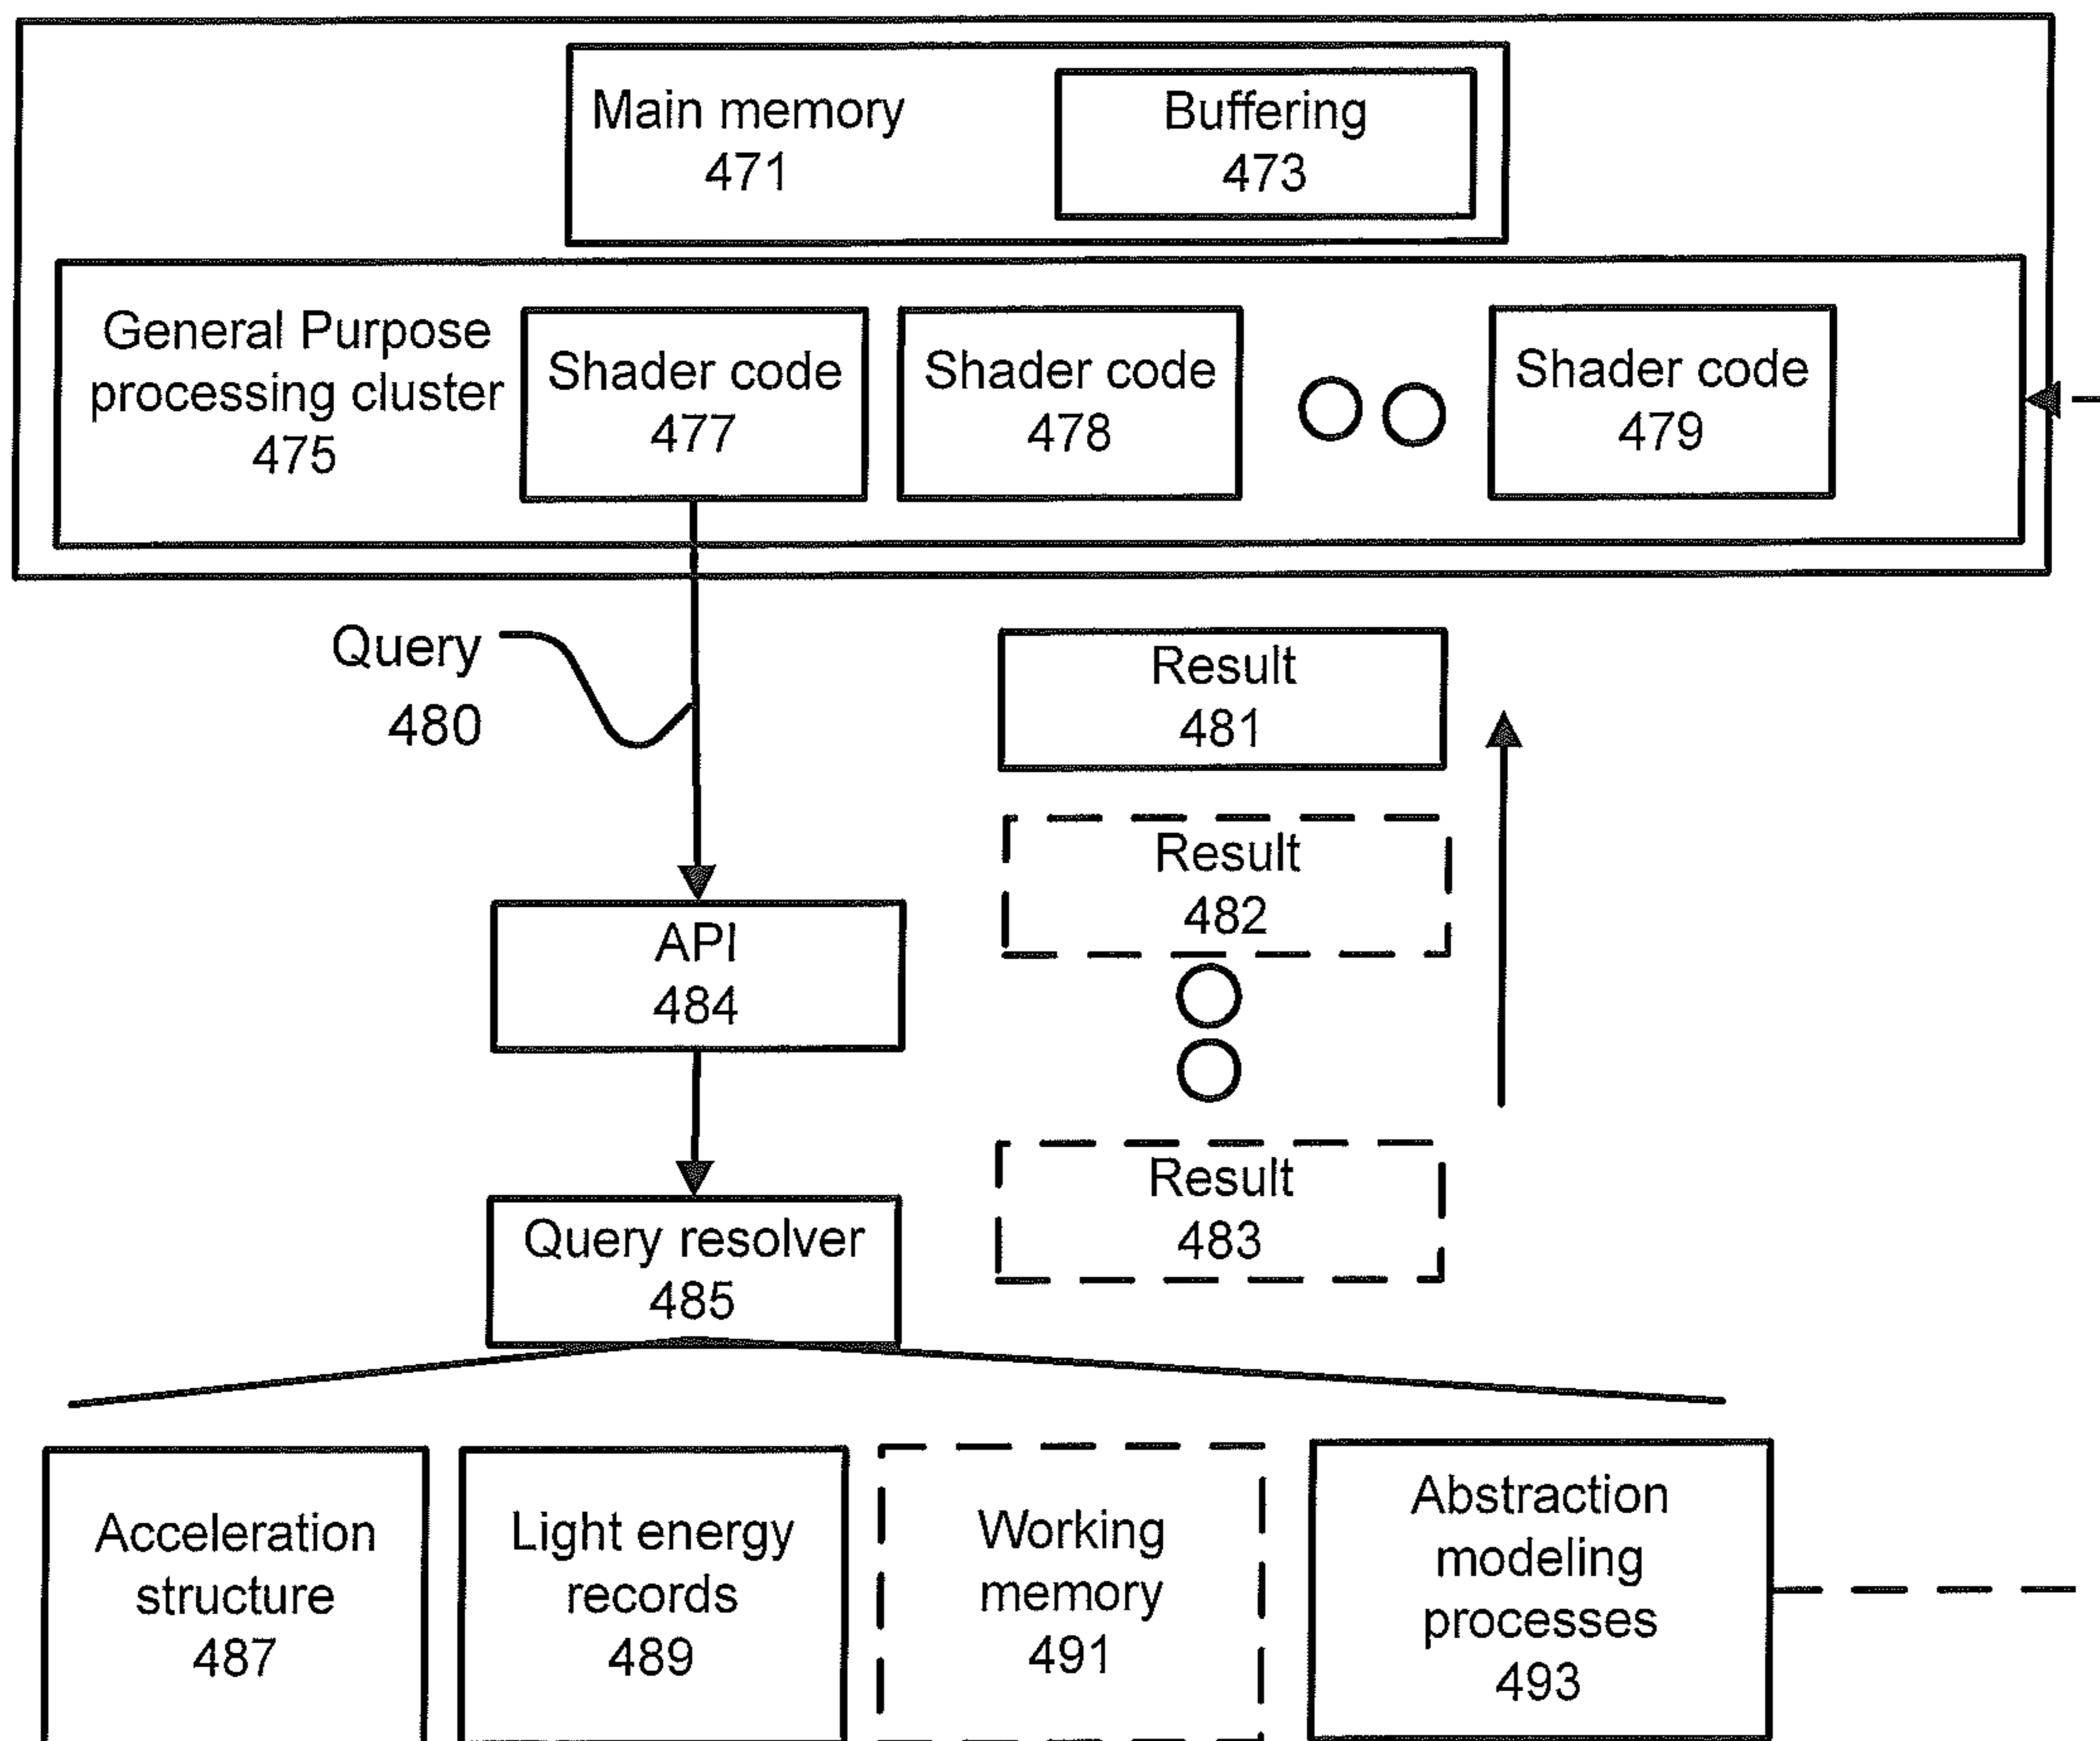 Main memory
471
Buffering
473
General Purpose
processing cluster
475
Shader code
477
Shader code
478
Shader code
479
Query
480
Result
481
Result
482
API
484
Result
483
Query resolver
485
Acceleration
structure
487
Light energy
records
489
Working
memory
491
Abstraction
modeling
processes
493